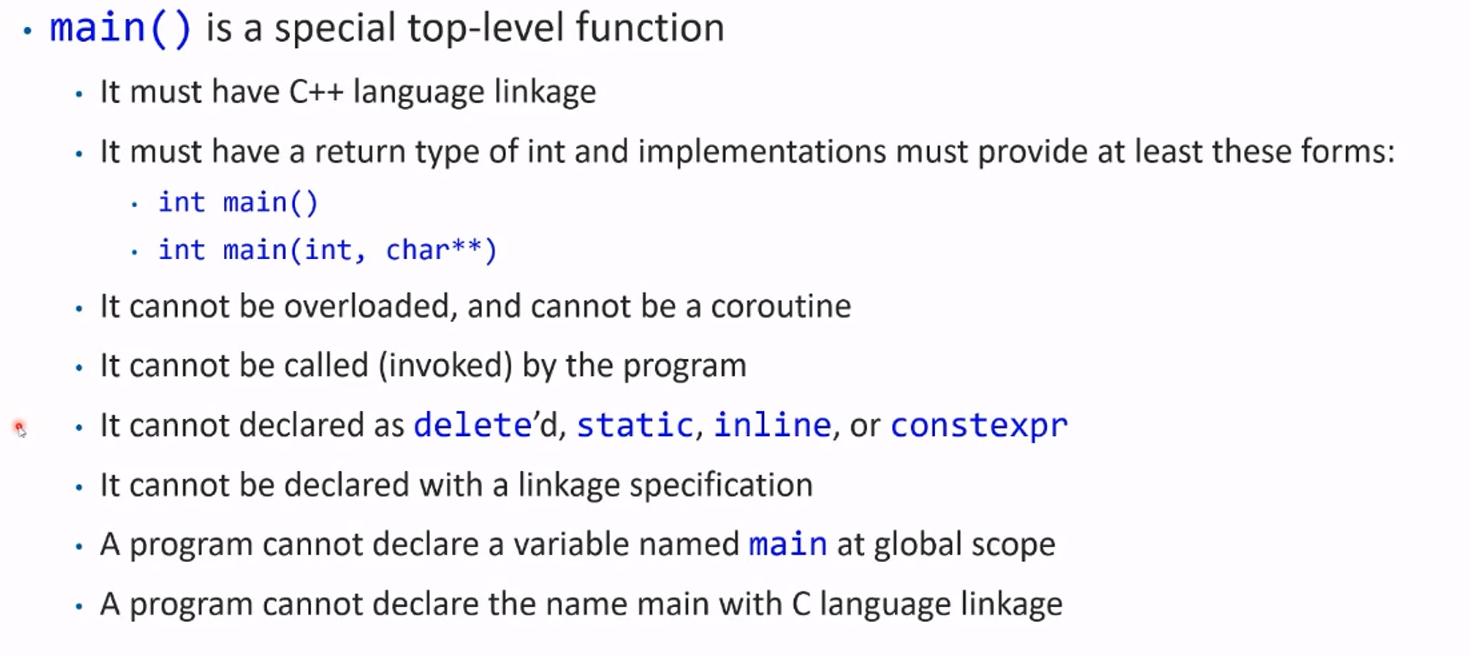 • main() is a special top-level function
• It must have C++ language linkage
• It must have a return type of int and implementations must provide at least these forms:
• int main()
• int main(int, char**)
• It cannot be overloaded, and cannot be a coroutine
• It cannot be called (invoked) by the program
• It cannot declared as delete’d, static, inline, or constexpr
• It cannot be declared with a linkage specification
• A program cannot declare a variable named main at global scope
• A program cannot declare the name main with C language linkage